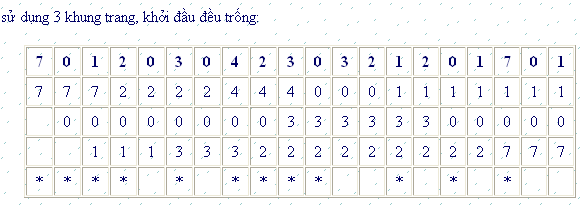 sử dụng 3 khung trang, khởi đầu đều trống:
7 0 1 2 0 3 0 4 2 3 0 3 2 1 2 0 1 7 0 1
7 7 7 2 2 2 2 4 4 4 0 0 0 1 1 1 1 1 1 1
0 0 0 0 0 0 0 0 3 3 3 3 3 3 0 0 0 0 0
1 1 1 3 3 3 2 2 2 2 2 2 2 2 2 7 7 7
* * * * * * * * * * * *